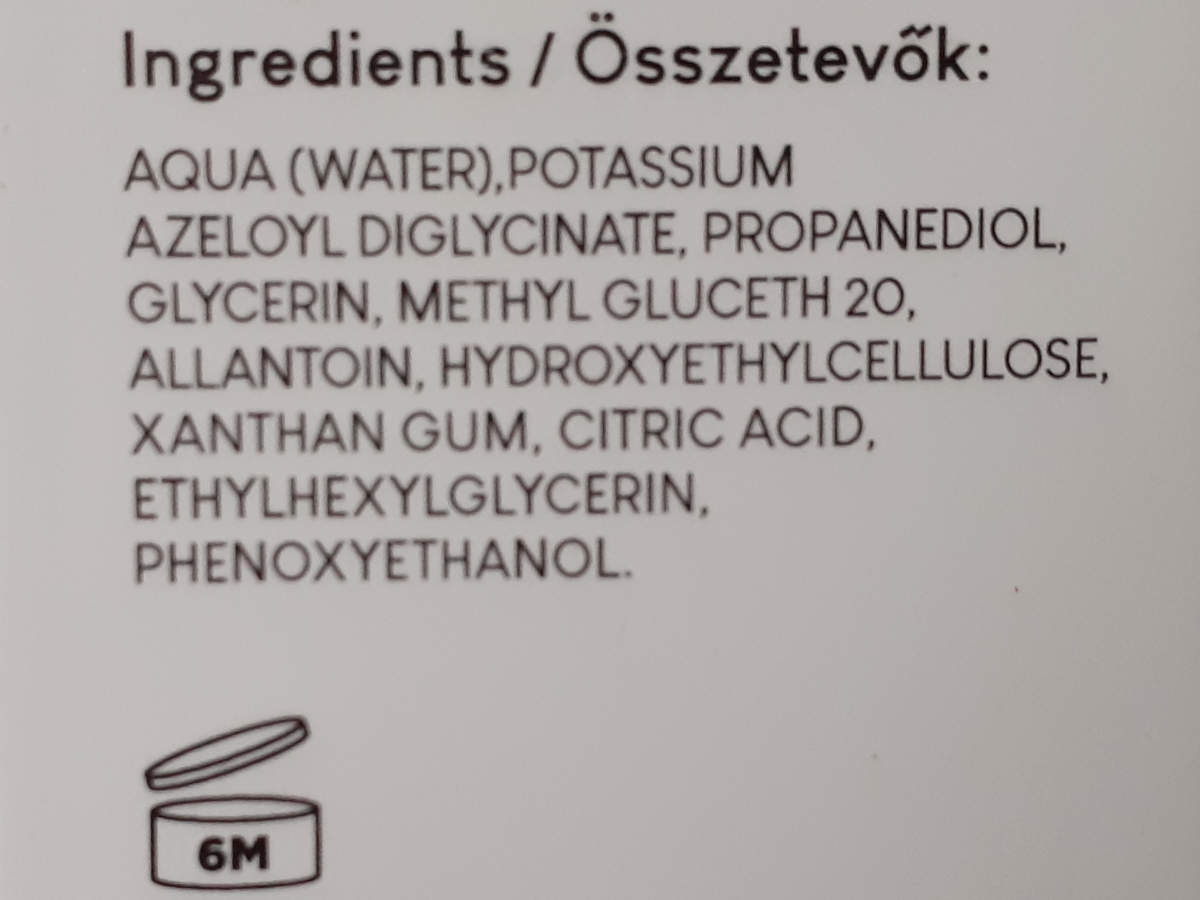 Ingredients / Összetevők:
AQUA (WATER),POTASSIUM
AZELOYL DIGLYCINATE, PROPANEDIOL,
GLYCERIN, METHYL GLUCETH 20,
ALLANTOIN, HYDROXYETHYLCELLULOSE,
XANTHAN GUM, CITRIC ACID,
ETHYLHEXYLGLYCERIN,
PHENOXYETHANOL.
6M